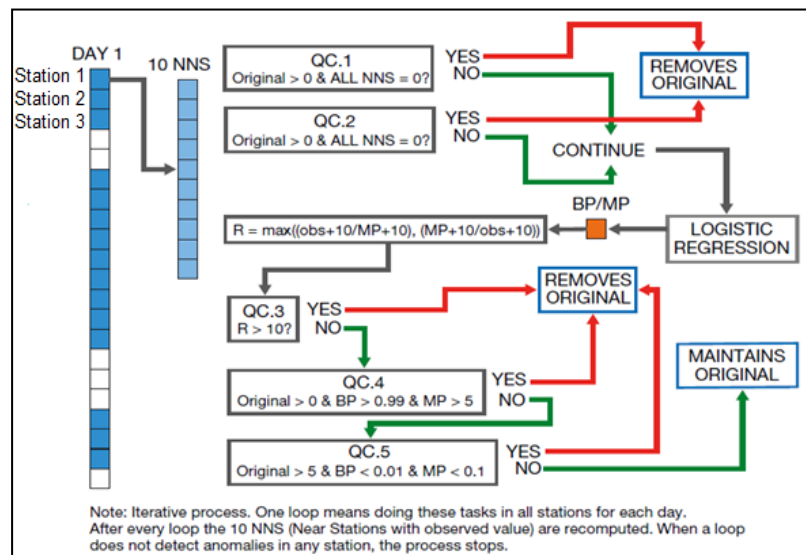 DAY 1
10 NNS
Station 1
Station 2
Station 3
QC.1
Original > 0 & ALL NNS = 0?
YES
NO
REMOVES
ORIGINAL
QC.2
Original > 0 & ALL NNS = 0?
YES
NO
CONTINUE
BP/MP
R = max((obs+10/MP+10), (MP+10/obs+10))
LOGISTIC
REGRESSION
QC.3
R > 10?
YES
NO
REMOVES
ORIGINAL
QC.4
Original > 0 & BP > 0.99 & MP > 5
YES
NO
MAINTAINS
ORIGINAL
QC.5
Original > 5 & BP < 0.01 & MP < 0.1
YES
NO
Note: Iterative process. One loop means doing these tasks in all stations for each day.
After every loop the 10 NNS (Near Stations with observed value) are recomputed. When a loop
does not detect anomalies in any station, the process stops.